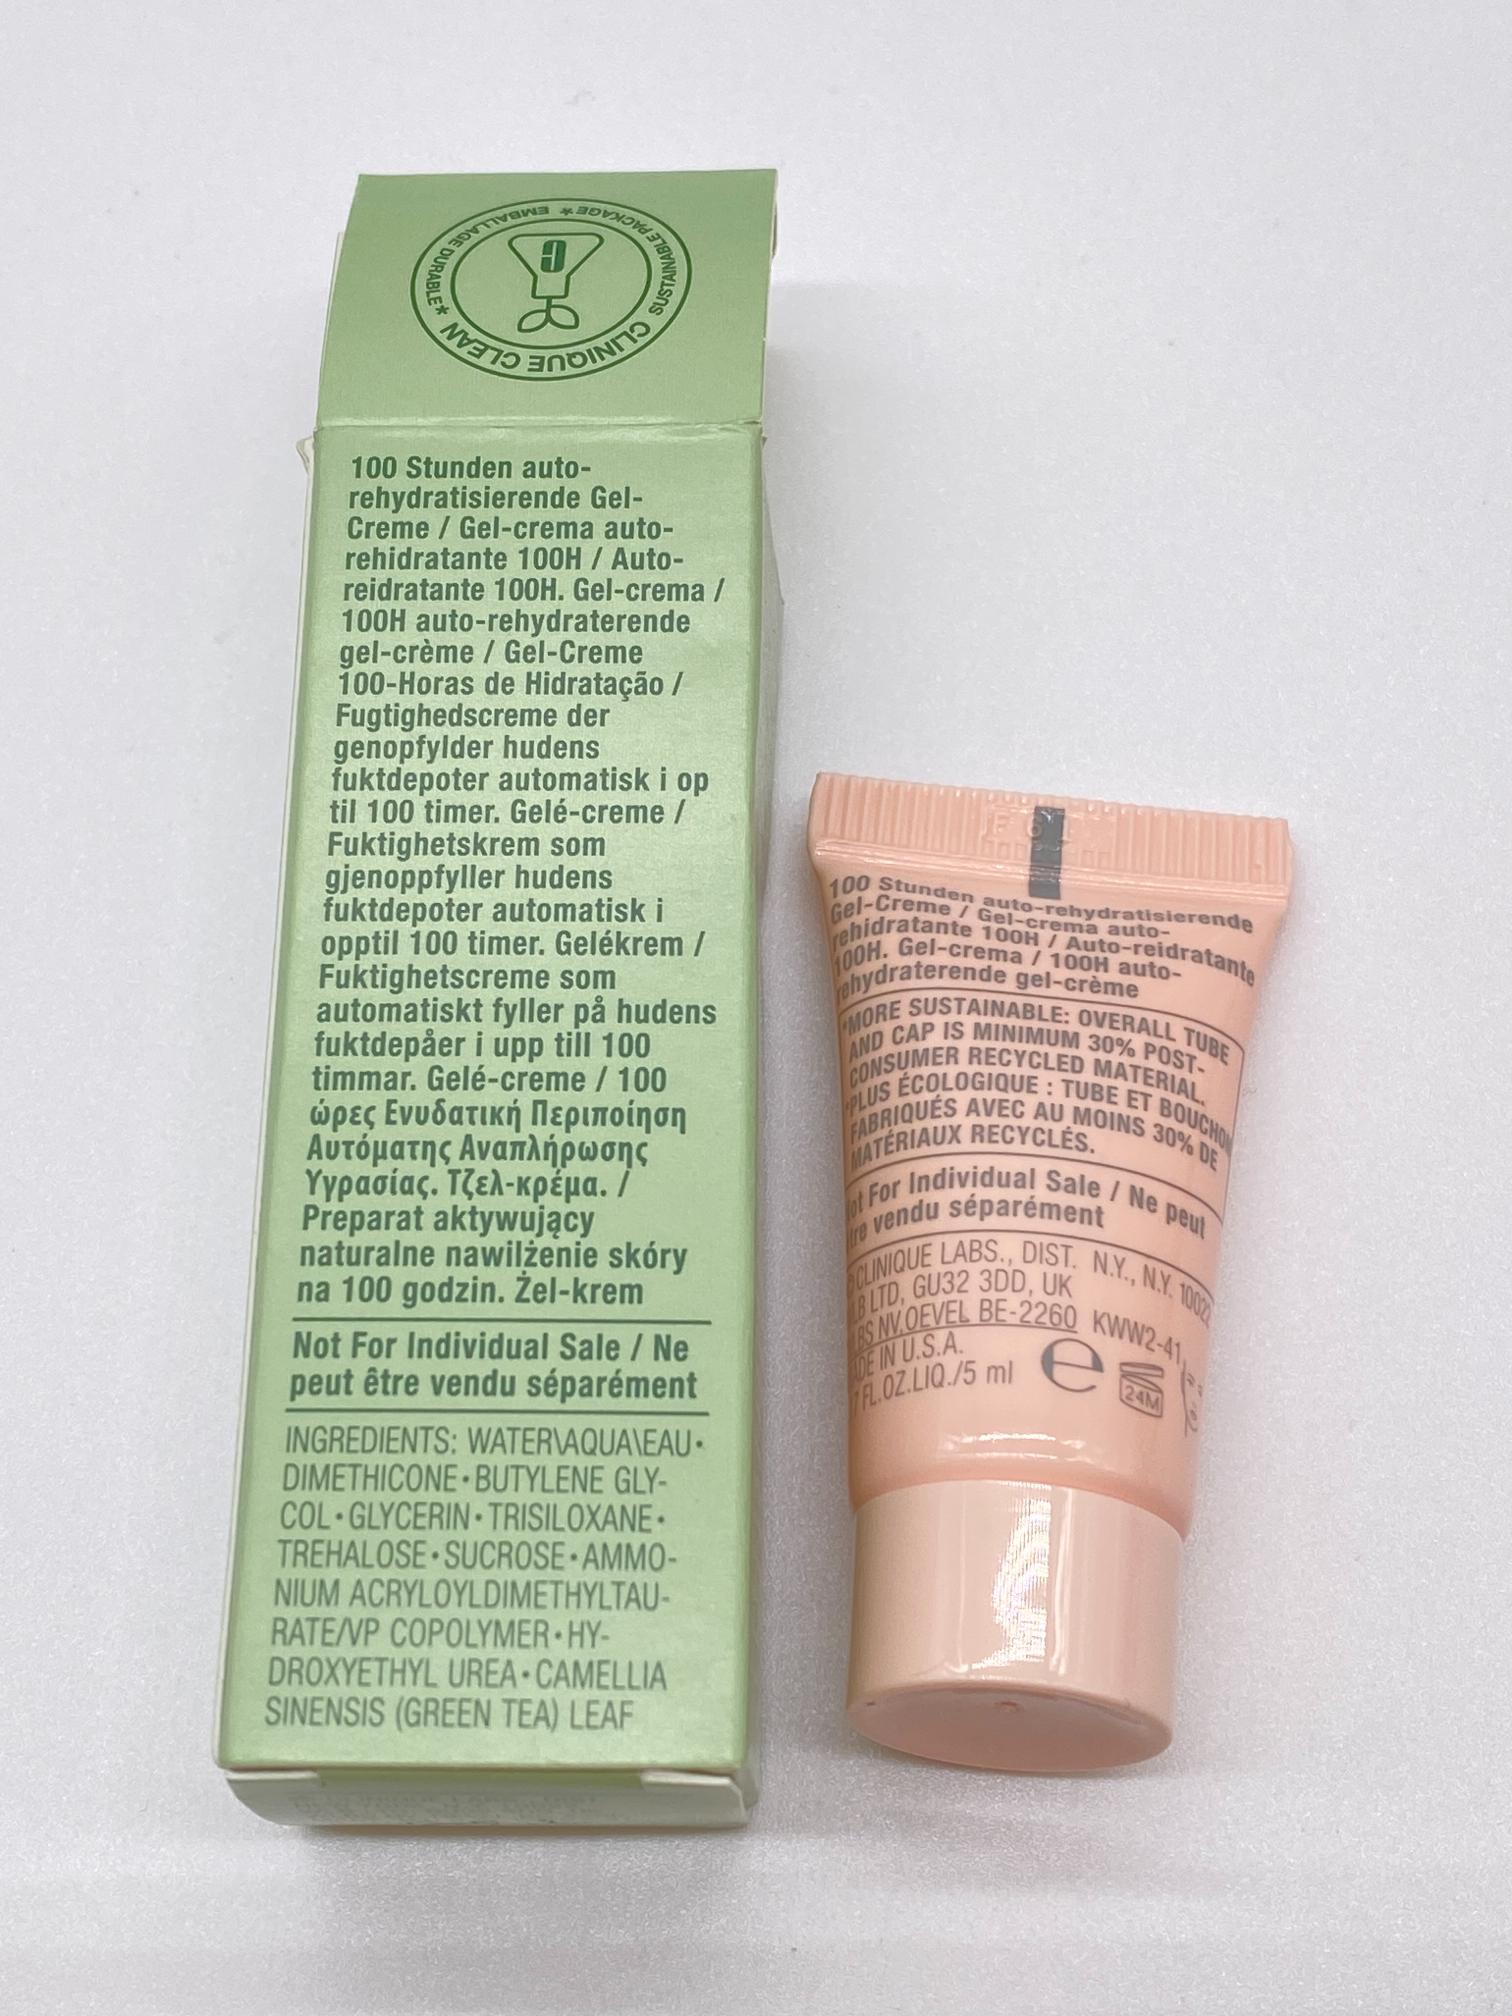 CLINIQUE CLEAN
SUSTAINABLE PACKAGE * EMBALLAGE DURABLE *
C
100 Stunden auto-
rehydratisierende Gel-
Creme / Gel-crema auto-
rehidratante 100H / Auto-
reidratante 100H. Gel-crema /
100H auto-rehydraterende
gel-crème / Gel-Creme
100-Horas de Hidratação /
Fugtighedscreme der
genopfylder hudens
fuktdepoter automatisk i op
til 100 timer. Gelé-creme /
Fuktighetskrem som
gjenoppfyller hudens
fuktdepoter automatisk i
opptil 100 timer. Gelékrem /
Fuktighetscreme som
automatiskt fyller på hudens
fuktdepåer i upp till 100
timmar. Gelé-creme / 100
ώρες Ενυδατική Περιποίηση
Αυτόματης Αναπλήρωσης
Υγρασίας. Τζελ-κρέμα. /
Preparat aktywujący
naturalne nawilżenie skóry
na 100 godzin. Żel-krem
Not For Individual Sale / Ne
peut être vendu séparément
INGREDIENTS: WATER\AQUA\EAU•
DIMETHICONE•BUTYLENE GLY-
COL•GLYCERIN•TRISILOXANE•
TREHALOSE•SUCROSE•AMMO-
NIUM ACRYLOYLDIMETHYLTAU-
RATE/VP COPOLYMER•HY-
DROXYETHYL UREA•CAMELLIA
SINENSIS (GREEN TEA) LEAF
F61
100 Stunden auto-rehydratisierende
Gel-Creme / Gel-crema auto-
rehidratante 100H / Auto-reidratante
100H. Gel-crema / 100H auto-
rehydraterende gel-crème
*MORE SUSTAINABLE: OVERALL TUBE
AND CAP IS MINIMUM 30% POST-
CONSUMER RECYCLED MATERIAL.
*PLUS ÉCOLOGIQUE : TUBE ET BOUCHON
FABRIQUÉS AVEC AU MOINS 30% DE
MATÉRIAUX RECYCLÉS.
Not For Individual Sale / Ne peut
vendu séparément
CLINIQUE LABS., DIST. N.Y., N.Y. 10022
LTD, GU32 3DD, UK
NV,OEVEL BE-2260 KWW2-41
IN U.S.A.
FL.OZ.LIQ./5 ml e 24M